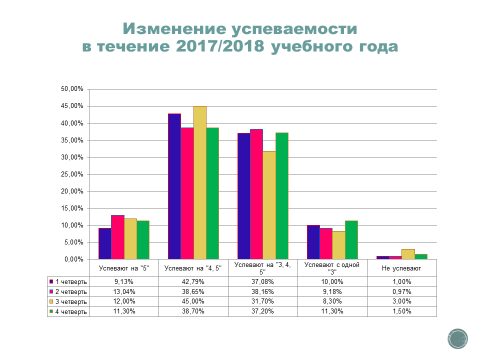 Изменение успеваемости
в течение 2017/2018 учебного года
50,00%
45,00%
40,00%
35,00%
30,00%
25,00%
20,00%
15,00%
10,00%
5,00%
0,00%
Успевают на "5" Успевают на "4, 5" Успевают на "3, 4, 5" Успевают с одной "3" Не успевают
1 четверть 9,13% 42,79% 37,08% 10,00% 1,00%
2 четверть 13,04% 38,65% 38,16% 9,18% 0,97%
3 четверть 12,00% 45,00% 31,70% 8,30% 3,00%
4 четверть 11,30% 38,70% 37,20% 11,30% 1,50%